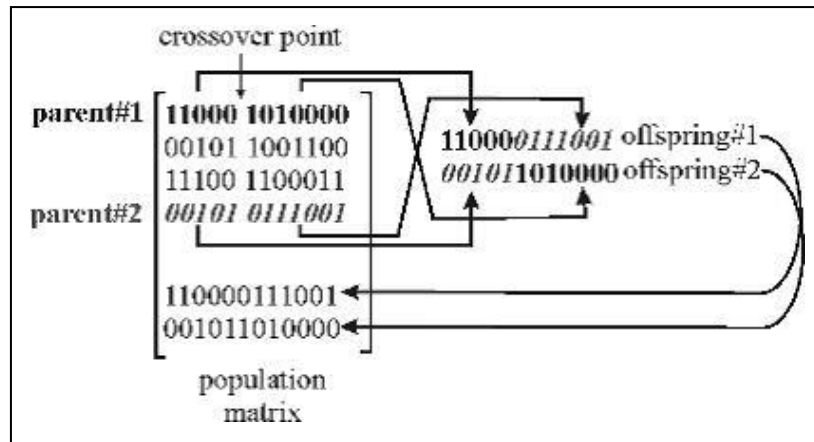 crossover point
parent#1 11000 1010000
00101 1001100
11100 1100011
parent#2 00101 0111001
110000111001 offspring#1
001011010000 offspring#2
110000111001
001011010000
population
matrix